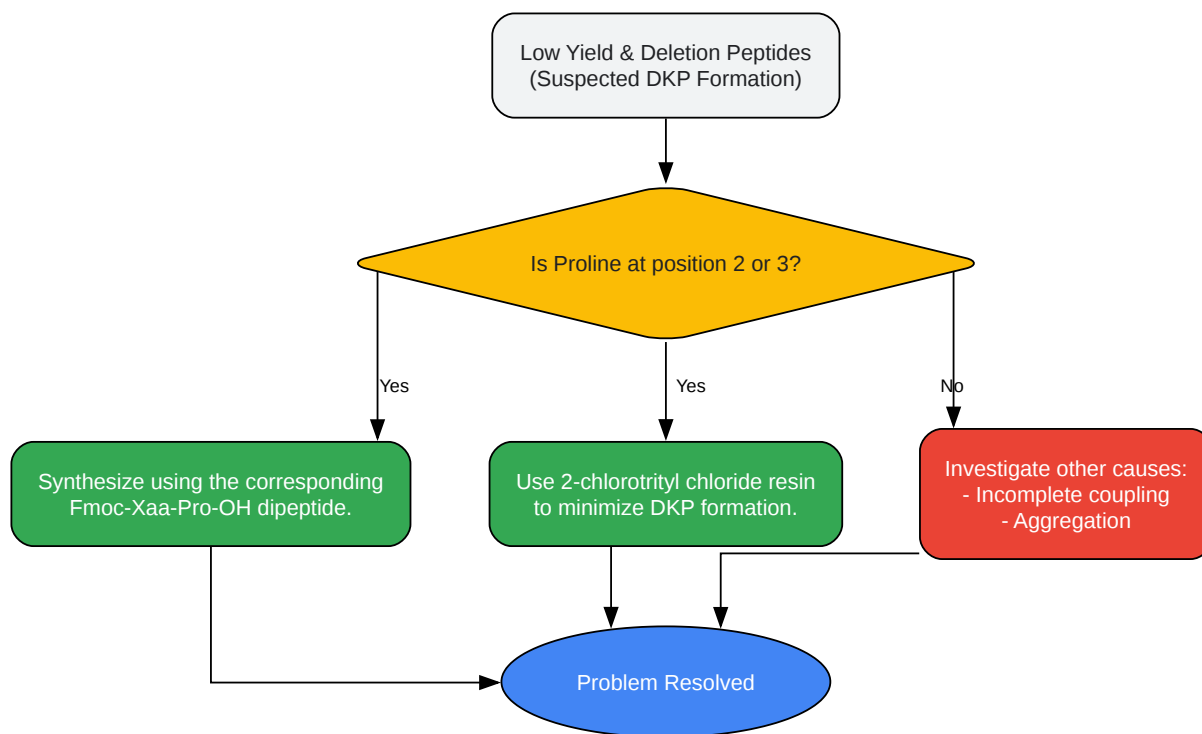 Low Yield & Deletion Peptides
(Suspected DKP Formation)
Is Proline at position 2 or 3?
Yes
Yes
No
Synthesize using the corresponding
Fmoc-Xaa-Pro-OH dipeptide.
Use 2-chlorotrityl chloride resin
to minimize DKP formation.
Investigate other causes:
- Incomplete coupling
- Aggregation
Problem Resolved